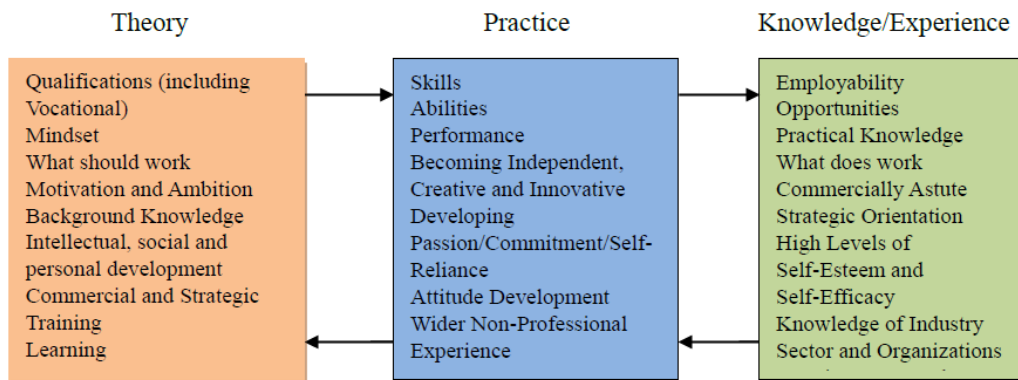 Theory
Practice
Knowledge/Experience
Qualifications (including
Vocational)
Mindset
What should work
Motivation and Ambition
Background Knowledge
Intellectual, social and
personal development
Commercial and Strategic
Training
Learning
Skills
Abilities
Performance
Becoming Independent,
Creative and Innovative
Developing
Passion/Commitment/Self-
Reliance
Attitude Development
Wider Non-Professional
Experience
Employability
Opportunities
Practical Knowledge
What does work
Commercially Astute
Strategic Orientation
High Levels of
Self-Esteem and
Self-Efficacy
Knowledge of Industry
Sector and Organizations